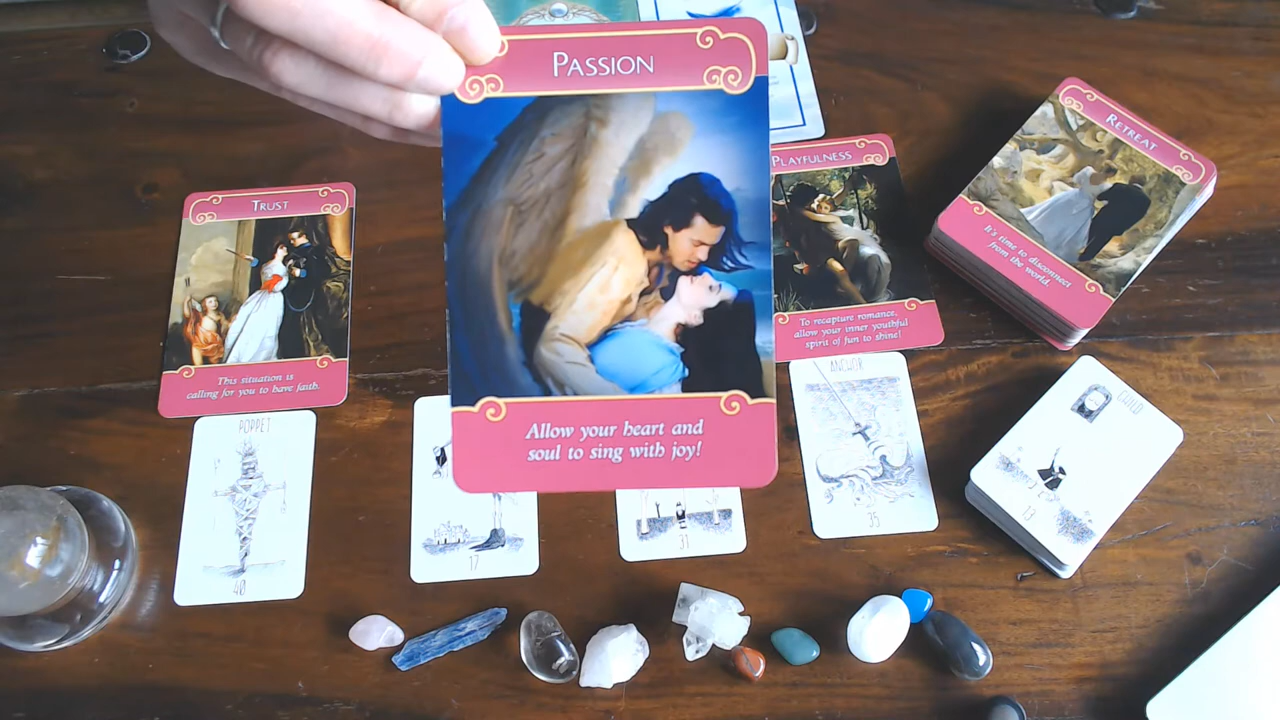 PASSION
Allow your heart and
soul to sing with joy!
TRUST
This situation is
calling for you to have faith.
PLAYFULNESS
To recapture romance,
allow your inner youthful
spirit of fun to shine!
RETREAT
It's time to disconnect
from the world.
POPPET
40
17
31
ANCHOR
35
CHILD
13